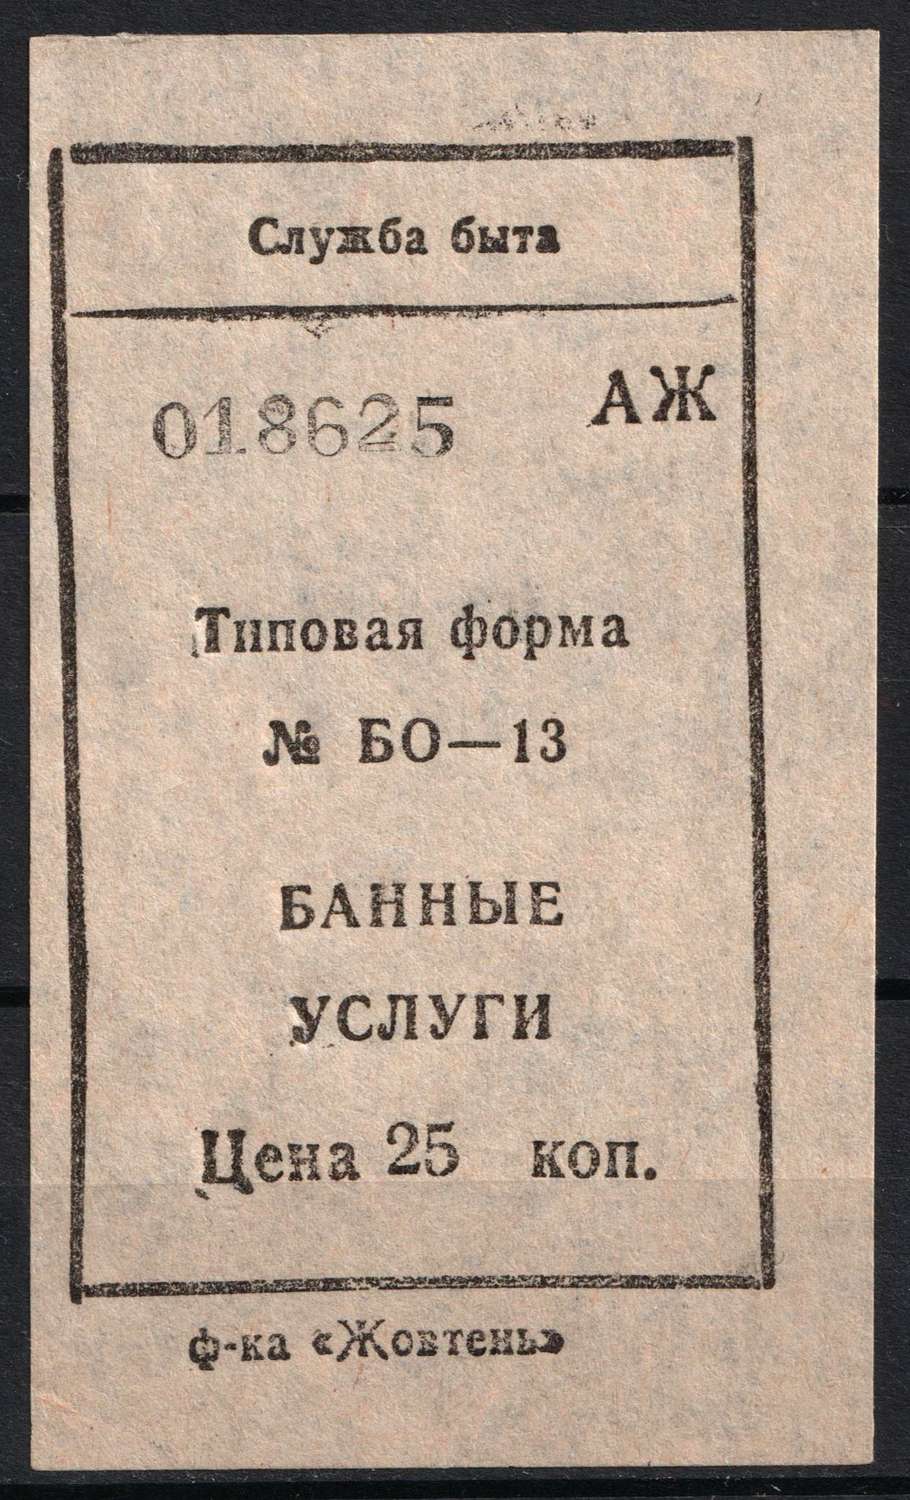 Служба быта
018625 АЖ
Типовая форма
№ БО—13
БАННЫЕ
УСЛУГИ
Цена 25 коп.
ф-ка «Жовтень»